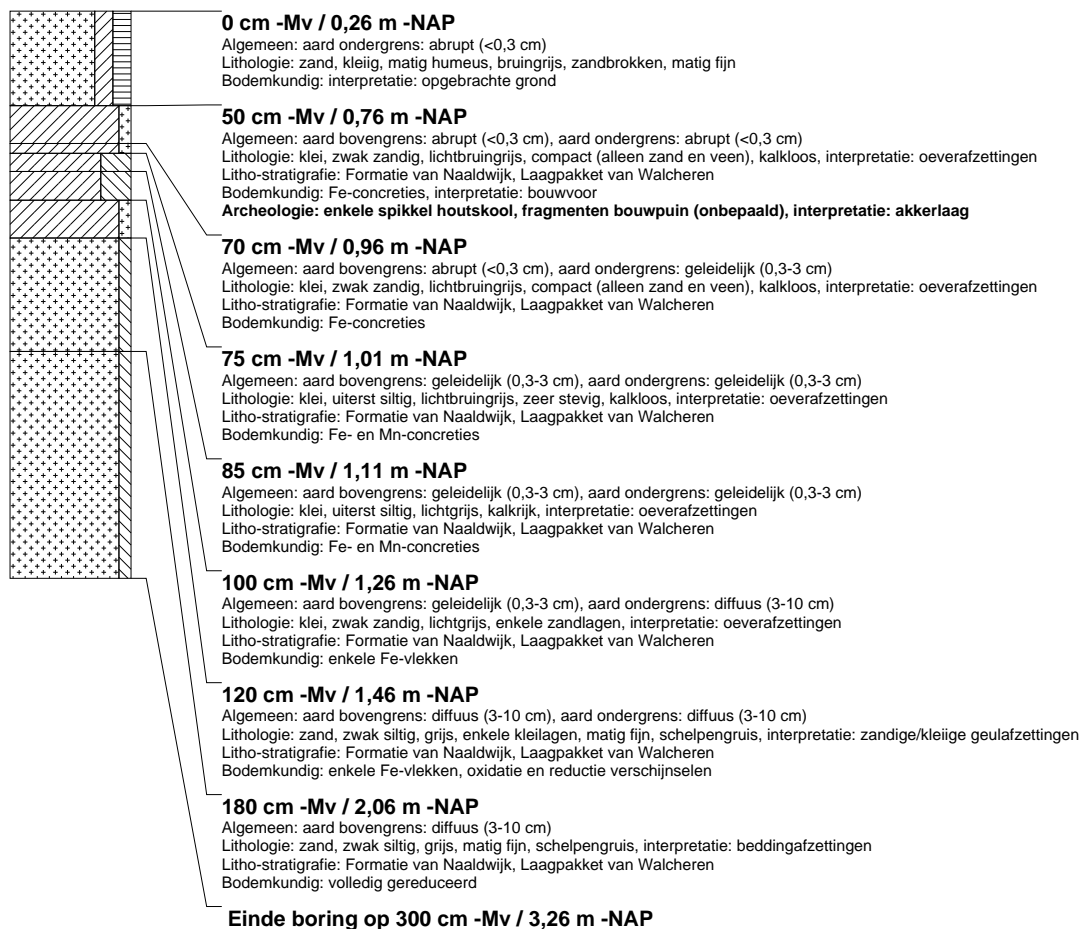 0 cm -Mv / 0,26 m -NAP
Algemeen: aard ondergrens: abrupt (<0,3 cm)
Lithologie: zand, kleiig, matig humeus, bruingrijs, zandbrokken, matig fijn
Bodemkundig: interpretatie: opgebrachte grond
50 cm -Mv / 0,76 m -NAP
Algemeen: aard bovengrens: abrupt (<0,3 cm), aard ondergrens: abrupt (<0,3 cm)
Lithologie: klei, zwak zandig, lichtbruingrijs, compact (alleen zand en veen), kalkloos, interpretatie: oeverafzettingen
Litho-stratigrafie: Formatie van Naaldwijk, Laagpakket van Walcheren
Bodemkundig: Fe-concreties, interpretatie: bouwvoor
Archeologie: enkele spikkel houtskool, fragmenten bouwpuin (onbepaald), interpretatie: akkerlaag
70 cm -Mv / 0,96 m -NAP
Algemeen: aard bovengrens: abrupt (<0,3 cm), aard ondergrens: geleidelijk (0,3-3 cm)
Lithologie: klei, zwak zandig, lichtbruingrijs, compact (alleen zand en veen), kalkloos, interpretatie: oeverafzettingen
Litho-stratigrafie: Formatie van Naaldwijk, Laagpakket van Walcheren
Bodemkundig: Fe-concreties
75 cm -Mv / 1,01 m -NAP
Algemeen: aard bovengrens: geleidelijk (0,3-3 cm), aard ondergrens: geleidelijk (0,3-3 cm)
Lithologie: klei, uiterst siltig, lichtbruingrijs, zeer stevig, kalkloos, interpretatie: oeverafzettingen
Litho-stratigrafie: Formatie van Naaldwijk, Laagpakket van Walcheren
Bodemkundig: Fe- en Mn-concreties
85 cm -Mv / 1,11 m -NAP
Algemeen: aard bovengrens: geleidelijk (0,3-3 cm), aard ondergrens: geleidelijk (0,3-3 cm)
Lithologie: klei, uiterst siltig, lichtgrijs, kalkrijk, interpretatie: oeverafzettingen
Litho-stratigrafie: Formatie van Naaldwijk, Laagpakket van Walcheren
Bodemkundig: Fe- en Mn-concreties
100 cm -Mv / 1,26 m -NAP
Algemeen: aard bovengrens: geleidelijk (0,3-3 cm), aard ondergrens: diffuus (3-10 cm)
Lithologie: klei, zwak zandig, lichtgrijs, enkele zandlagen, interpretatie: oeverafzettingen
Litho-stratigrafie: Formatie van Naaldwijk, Laagpakket van Walcheren
Bodemkundig: enkele Fe-vlekken
120 cm -Mv / 1,46 m -NAP
Algemeen: aard bovengrens: diffuus (3-10 cm), aard ondergrens: diffuus (3-10 cm)
Lithologie: zand, zwak siltig, grijs, enkele kleilagen, matig fijn, schelpengruis, interpretatie: zandige/kleiige geulafzettingen
Litho-stratigrafie: Formatie van Naaldwijk, Laagpakket van Walcheren
Bodemkundig: enkele Fe-vlekken, oxidatie en reductie verschijnselen
180 cm -Mv / 2,06 m -NAP
Algemeen: aard bovengrens: diffuus (3-10 cm)
Lithologie: zand, zwak siltig, grijs, matig fijn, schelpengruis, interpretatie: beddingafzettingen
Litho-stratigrafie: Formatie van Naaldwijk, Laagpakket van Walcheren
Bodemkundig: volledig gereduceerd
Einde boring op 300 cm -Mv / 3,26 m -NAP